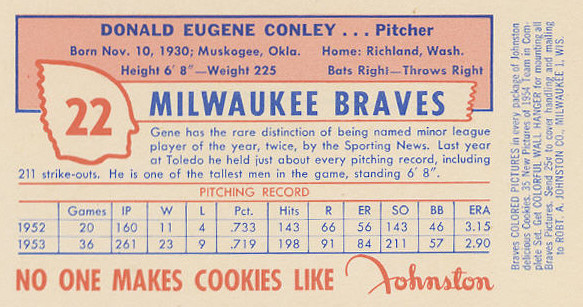 DONALD EUGENE CONLEY . . . Pitcher
Born Nov. 10, 1930; Muskogee, Okla. Home: Richland, Wash.
Height 6' 8"—Weight 225 Bats Right—Throws Right
22
MILWAUKEE BRAVES
Gene has the rare distinction of being named minor league
player of the year, twice, by the Sporting News. Last year
at Toledo he held just about every pitching record, including
211 strike-outs. He is one of the tallest men in the game, standing 6' 8".
PITCHING RECORD
Games IP W L Pct. Hits R ER SO BB ERA
1952 20 160 11 4 .733 143 66 56 143 46 3.15
1953 36 261 23 9 .719 198 91 84 211 57 2.90
NO ONE MAKES COOKIES LIKE Johnston
Braves COLORED PICTURES in every package of Johnston
delicious Cookies. 35 New Pictures of 1954 Team in Com-
plete Set. Get COLORFUL WALL HANGER for mounting all
Braves Pictures. Send 25¢ to cover handling and mailing
to ROBT. A. JOHNSTON CO., MILWAUKEE 1, WIS.